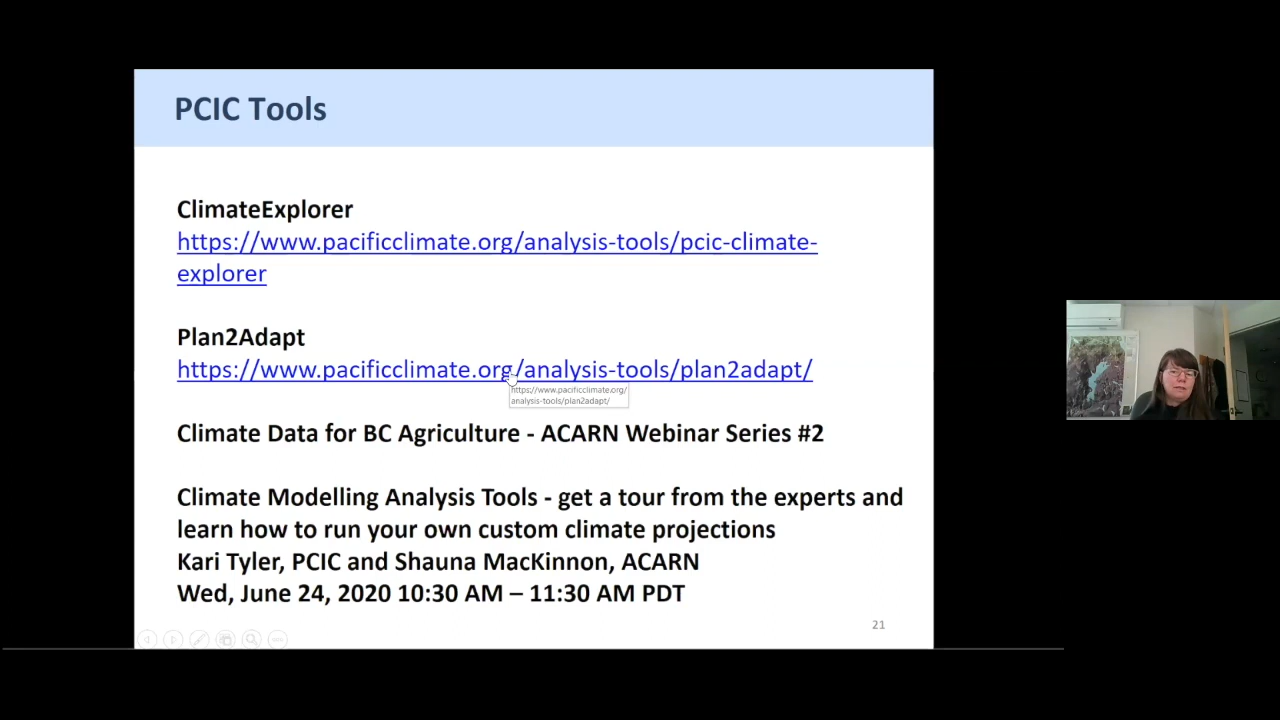 PCIC Tools
ClimateExplorer
https://www.pacificclimate.org/analysis-tools/pcic-climate-
explorer
Plan2Adapt
https://www.pacificclimate.org/analysis-tools/plan2adapt/
https://www.pacificclimate.org/
analysis-tools/plan2adapt/
Climate Data for BC Agriculture - ACARN Webinar Series #2
Climate Modelling Analysis Tools - get a tour from the experts and
learn how to run your own custom climate projections
Kari Tyler, PCIC and Shauna MacKinnon, ACARN
Wed, June 24, 2020 10:30 AM – 11:30 AM PDT
21